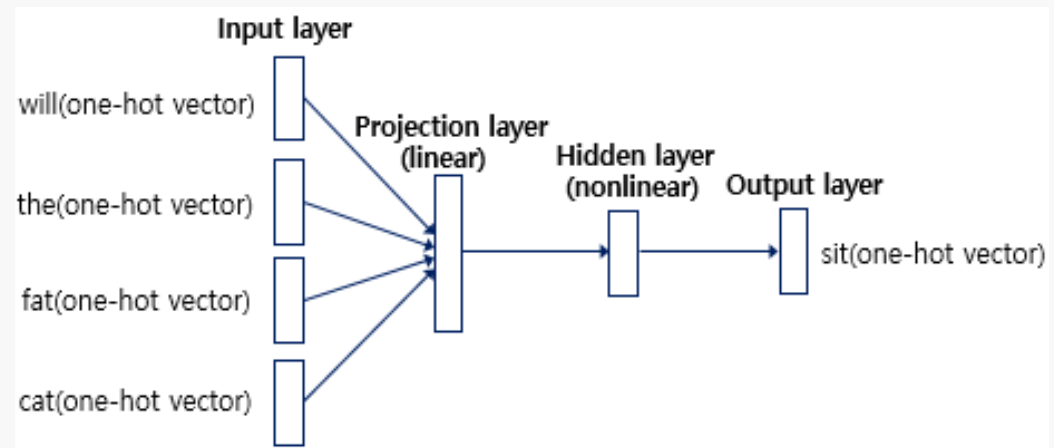 Input layer
will(one-hot vector)
the(one-hot vector)
fat(one-hot vector)
cat(one-hot vector)
Projection layer
(linear)
Hidden layer
(nonlinear)
Output layer
sit(one-hot vector)